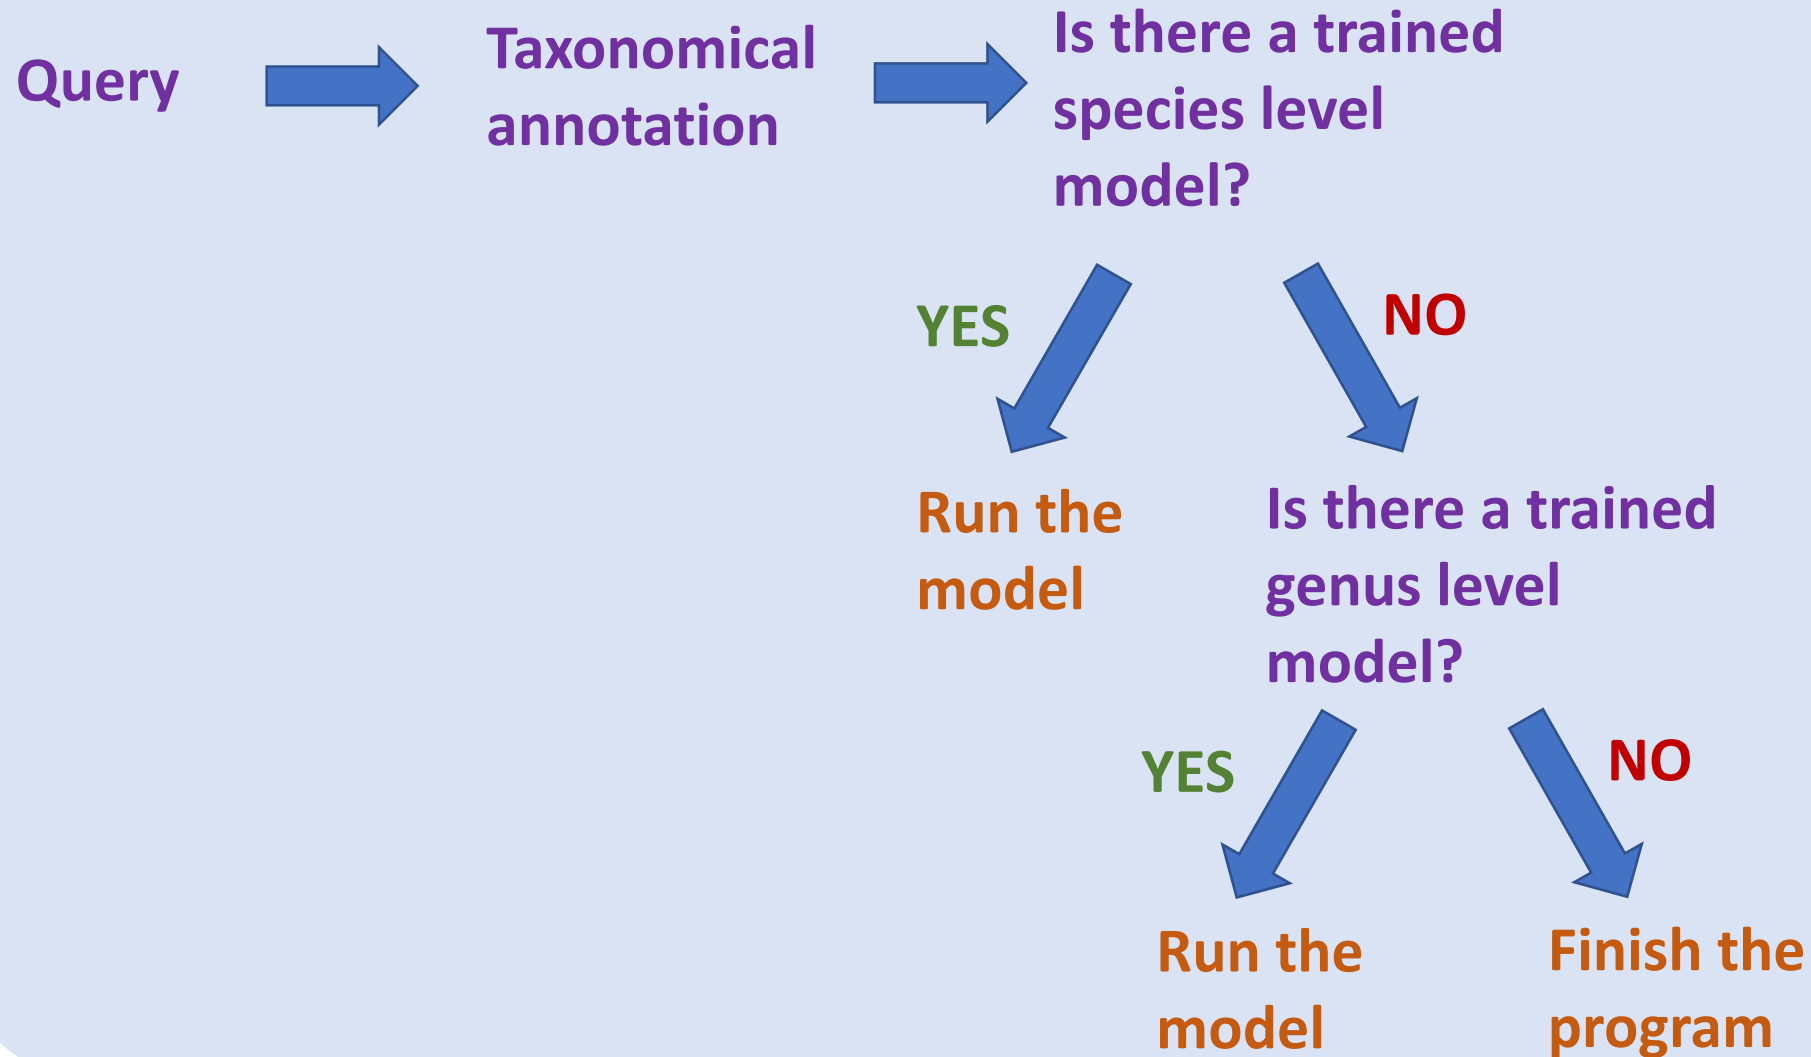 Query
Taxonomical
annotation
Is there a trained
species level
model?
YES
NO
Run the
model
Is there a trained
genus level
model?
YES
NO
Run the
model
Finish the
program